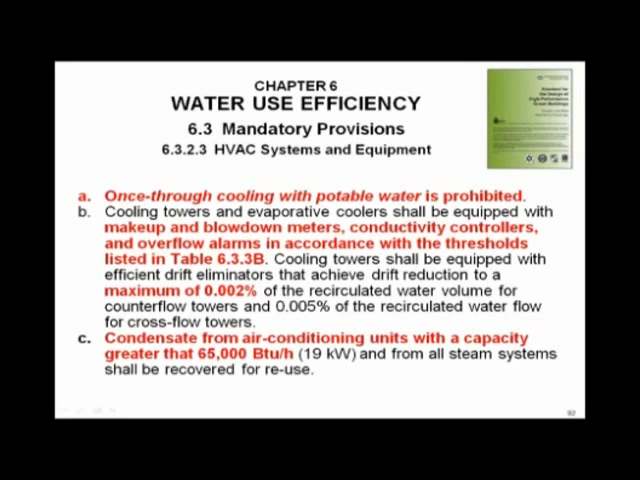 CHAPTER 6
WATER USE EFFICIENCY
6.3 Mandatory Provisions
6.3.2.3 HVAC Systems and Equipment
a. Once-through cooling with potable water is prohibited.
b. Cooling towers and evaporative coolers shall be equipped with
makeup and blowdown meters, conductivity controllers,
and overflow alarms in accordance with the thresholds
listed in Table 6.3.3B. Cooling towers shall be equipped with
efficient drift eliminators that achieve drift reduction to a
maximum of 0.002% of the recirculated water volume for
counterflow towers and 0.005% of the recirculated water flow
for cross-flow towers.
c. Condensate from air-conditioning units with a capacity
greater that 65,000 Btu/h (19 kW) and from all steam systems
shall be recovered for re-use.
92